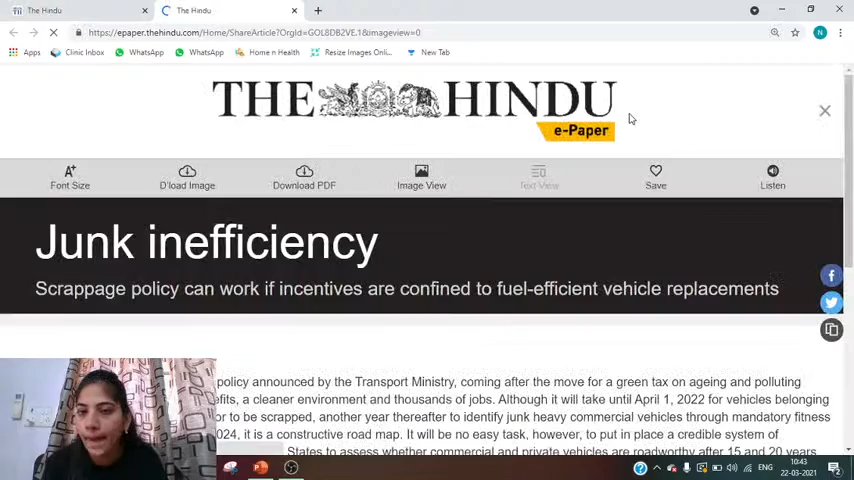 The Hindu
The Hindu
https://epaper.thehindu.com/Home/ShareArticle?OrgId=GOL8DB2VE.1&imageview=0
Apps Clinic Inbox WhatsApp WhatsApp Home n Health Resize Images Onli... New Tab
THE HINDU
e-Paper
Font Size D'load Image Download PDF Image View Text View Save Listen
Junk inefficiency
Scrappage policy can work if incentives are confined to fuel-efficient vehicle replacements
policy announced by the Transport Ministry, coming after the move for a green tax on ageing and polluting
efits, a cleaner environment and thousands of jobs. Although it will take until April 1, 2022 for vehicles belonging
or to be scrapped, another year thereafter to identify junk heavy commercial vehicles through mandatory fitness
024, it is a constructive road map. It will be no easy task, however, to put in place a credible system of
States to assess whether commercial and private vehicles are roadworthy after 15 and 20 years
ENG
10:43
22-03-2021